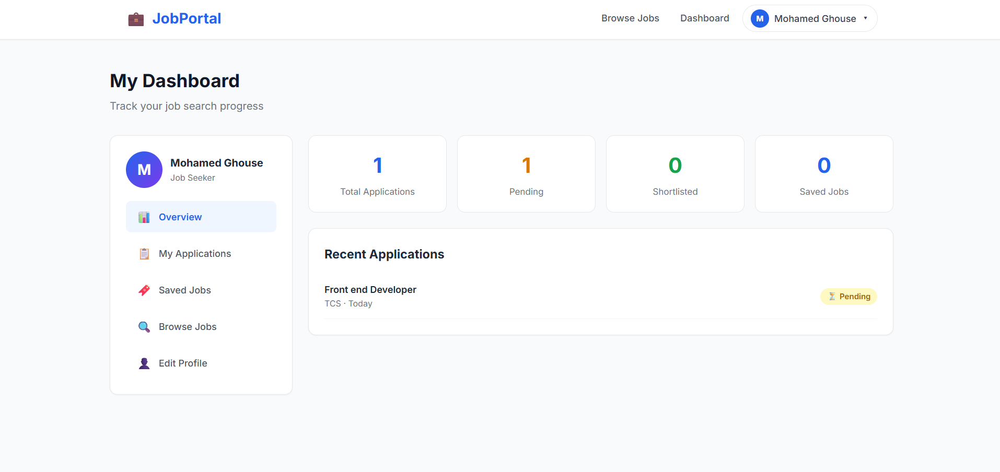 JobPortal
Browse Jobs
Dashboard
M
Mohamed Ghouse
My Dashboard
Track your job search progress
M
Mohamed Ghouse
Job Seeker
Overview
My Applications
Saved Jobs
Browse Jobs
Edit Profile
1
Total Applications
1
Pending
0
Shortlisted
0
Saved Jobs
Recent Applications
Front end Developer
TCS · Today
Pending